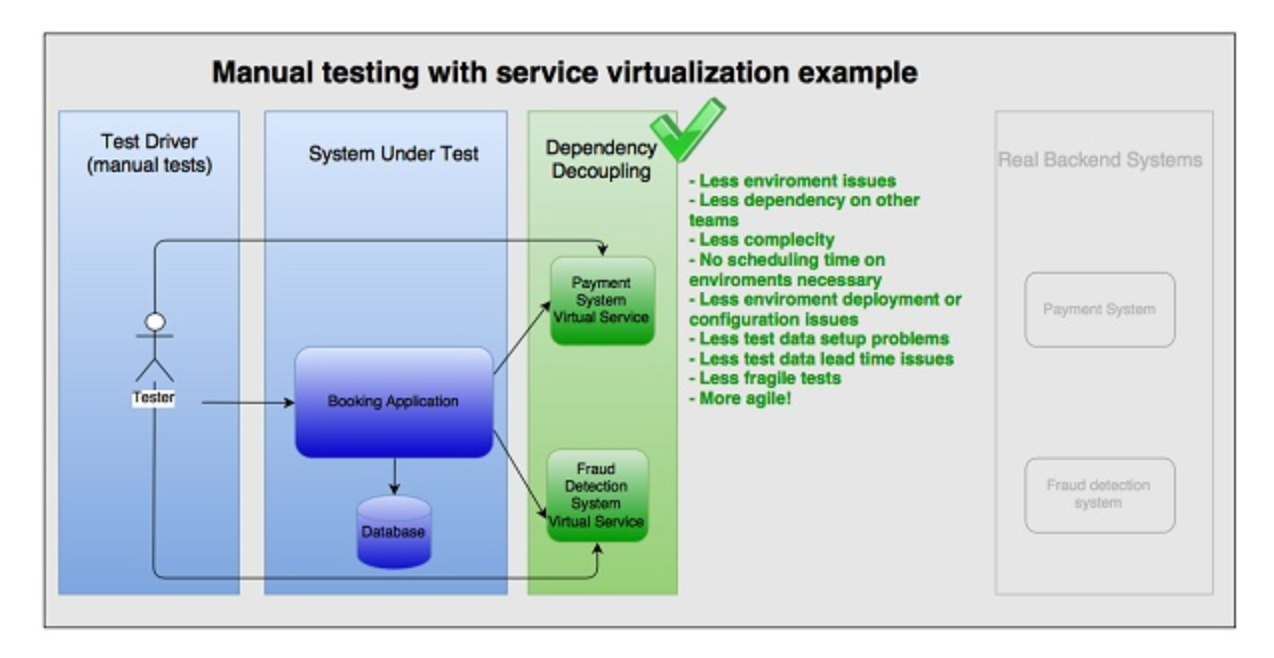 Manual testing with service virtualization example
Test Driver
(manual tests)
System Under Test
Dependency
Decoupling
Real Backend Systems
- Less enviroment issues
- Less dependency on other
teams
- Less complecity
- No scheduling time on
enviroments necessary
- Less enviroment deployment or
configuration issues
- Less test data setup problems
- Less test data lead time issues
- Less fragile tests
- More agile!
Payment
System
Virtual Service
Payment System
Tester
Booking Application
Fraud
Detection
System
Virtual Service
Fraud detection
system
Database